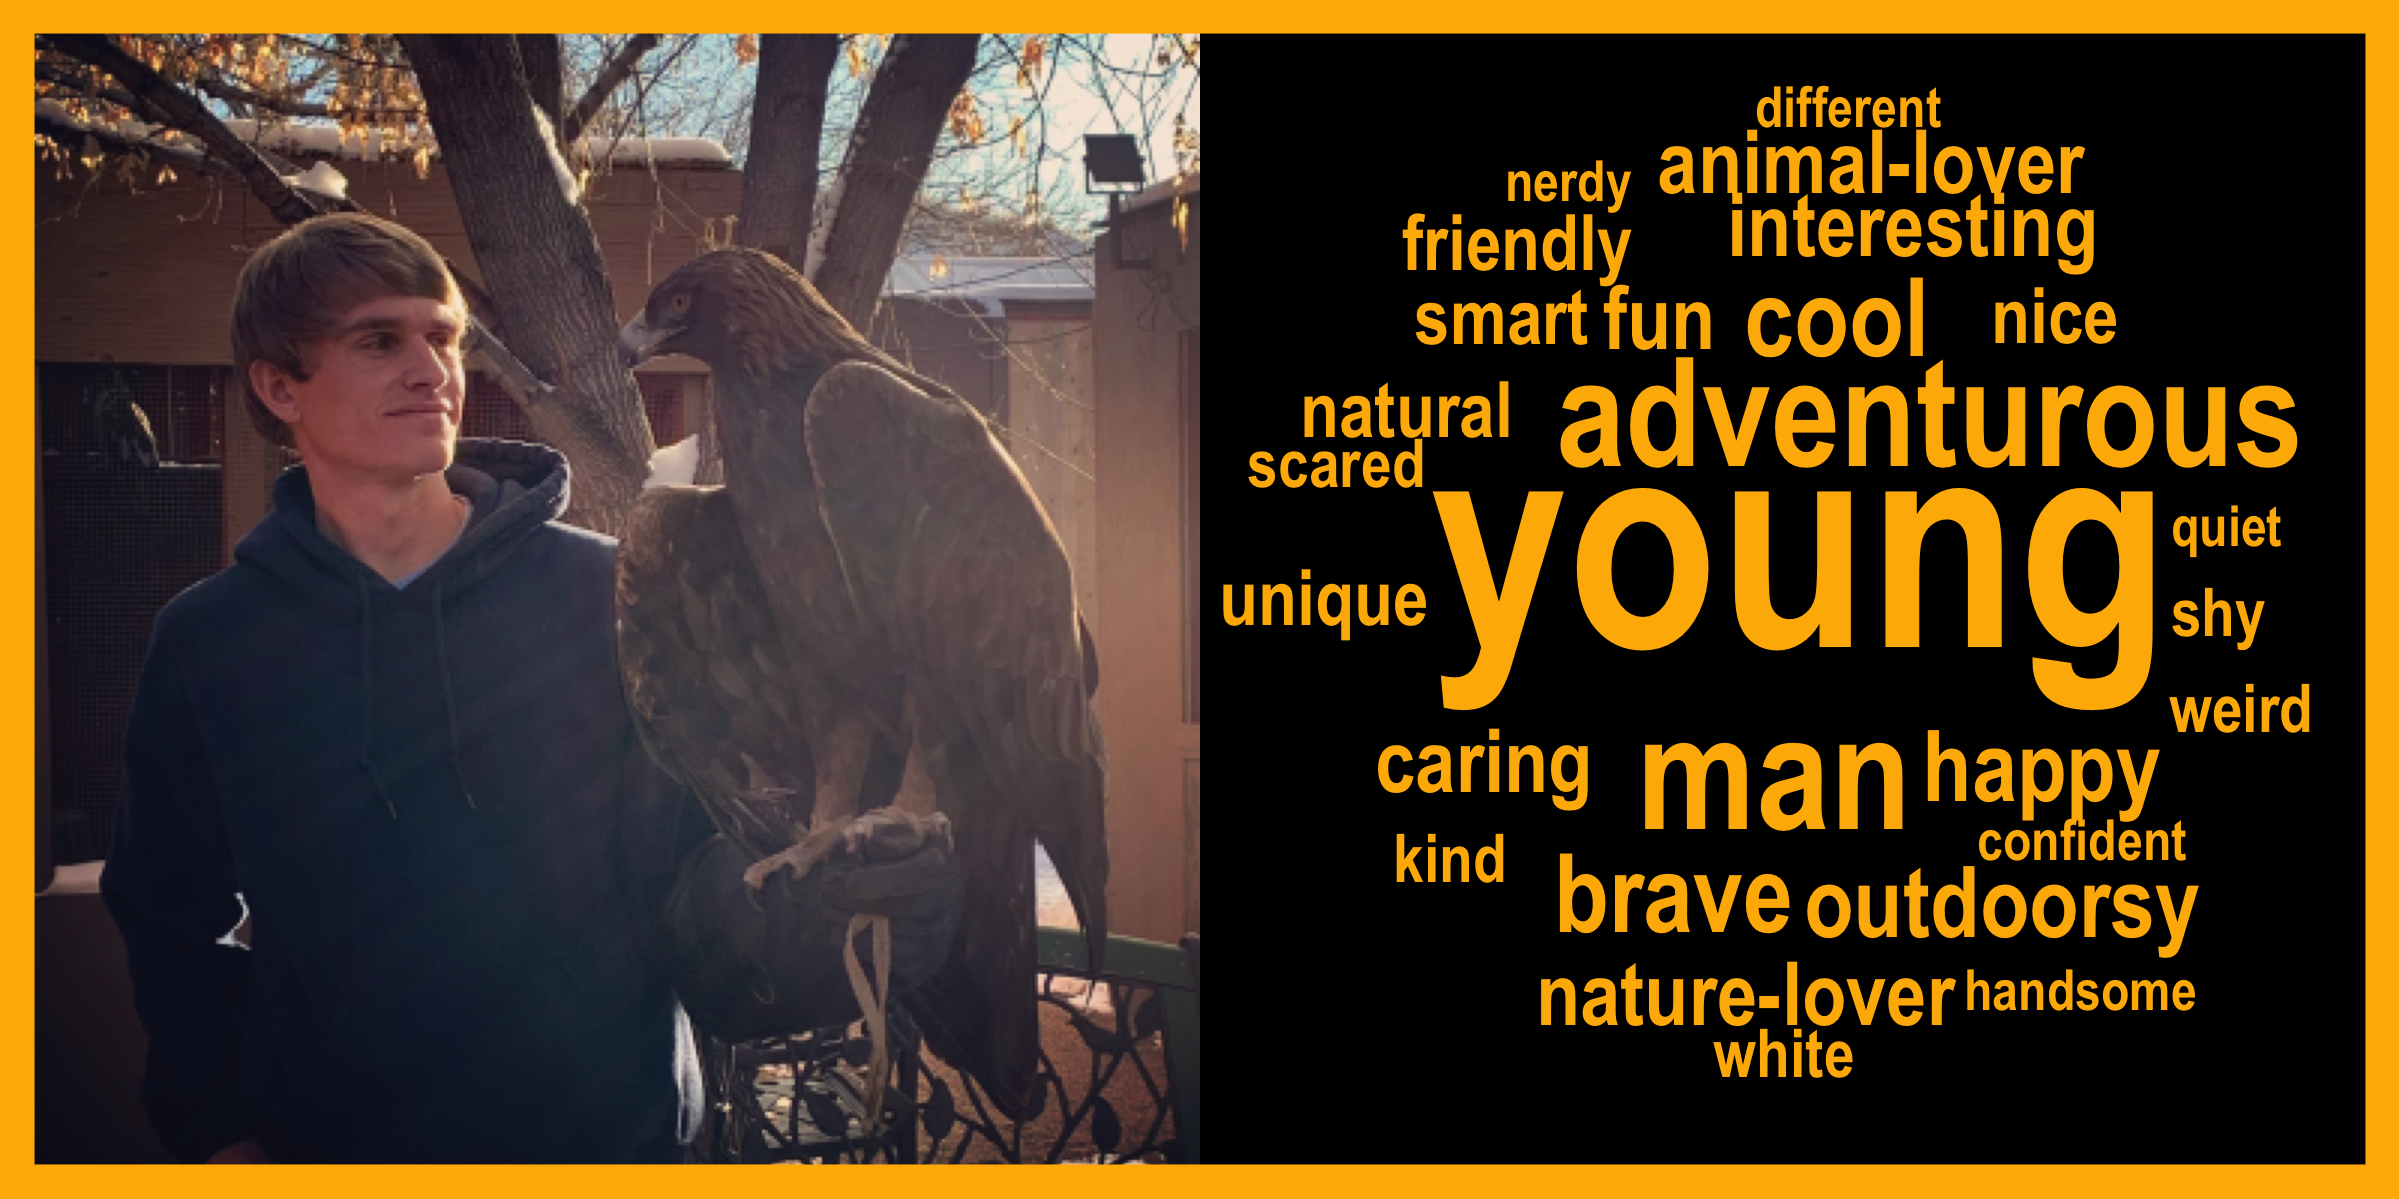 different
nerdy animal-lover
friendly interesting
smart fun cool nice
natural adventurous
scared
young quiet
unique shy
weird
caring man happy
confident
kind brave outdoorsy
nature-lover handsome
white